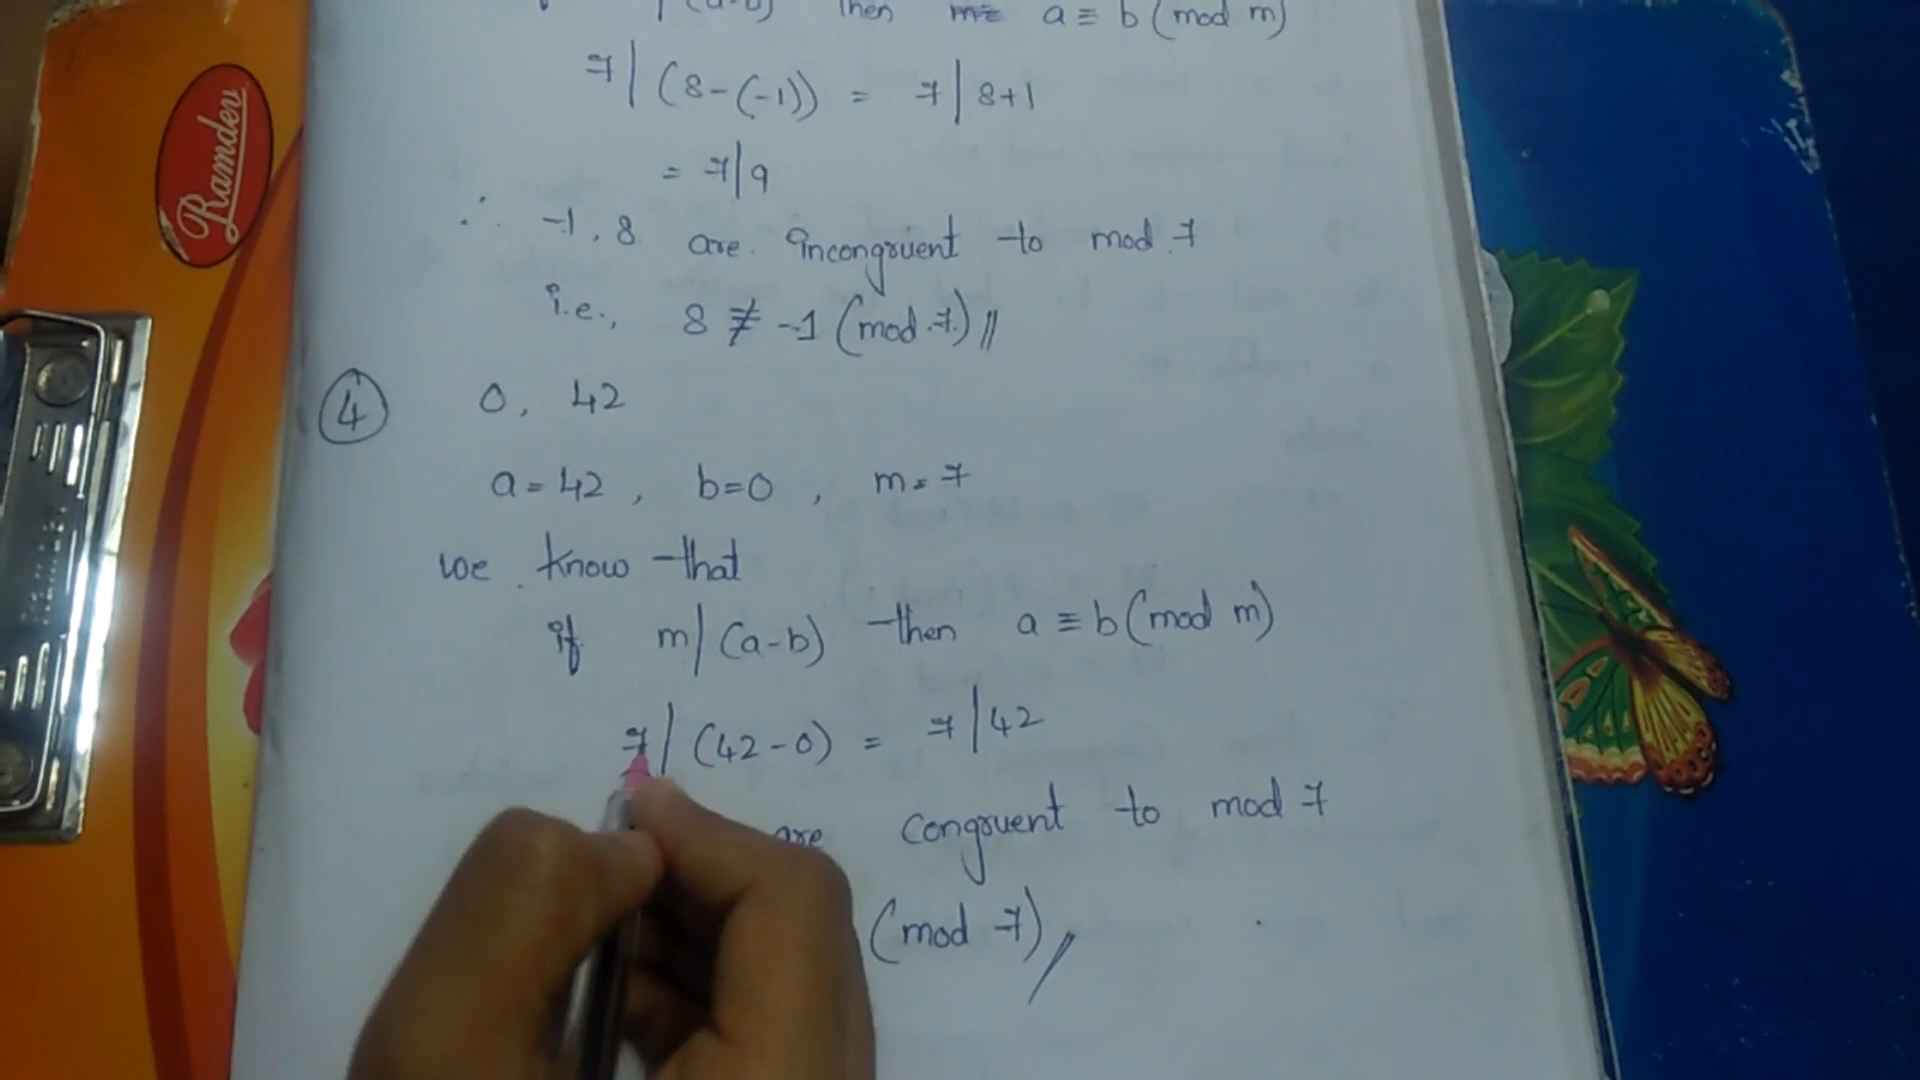 (a-b) then a ≡ b (mod m)
7 | (8-(-1)) = 7 | 8+1
= 7 | 9
∴ -1, 8 are incongruent to mod 7
i.e., 8 ≢ -1 (mod 7) //
4 0, 42
a = 42, b = 0, m = 7
we know that
if m | (a-b) then a ≡ b (mod m)
7 | (42-0) = 7 | 42
are congruent to mod 7
(mod 7) //
Ramdev